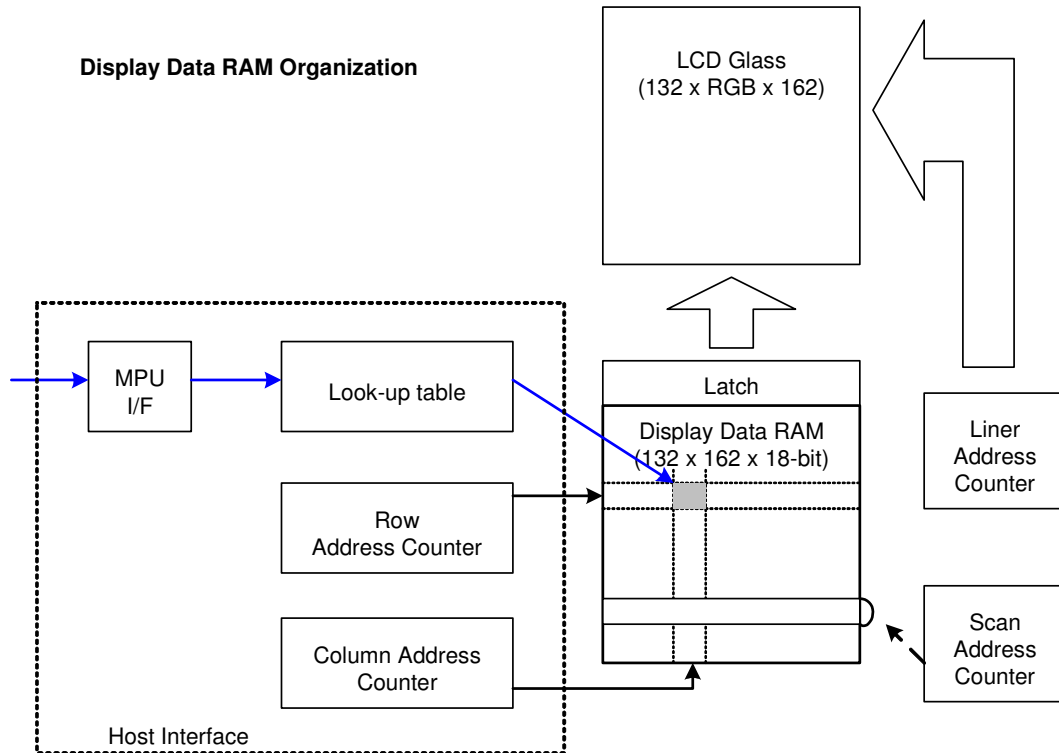 Display Data RAM Organization
LCD Glass
(132 x RGB x 162)
MPU
I/F
Look-up table
Latch
Display Data RAM
(132 x 162 x 18-bit)
Liner
Address
Counter
Row
Address Counter
Column Address
Counter
Scan
Address
Counter
Host Interface